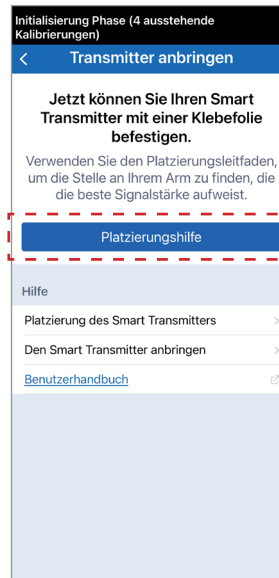 Initialisierung Phase (4 ausstehende
Kalibrierungen)
Transmitter anbringen
Jetzt können Sie Ihren Smart
Transmitter mit einer Klebefolie
befestigen.
Verwenden Sie den Platzierungsleitfaden,
um die Stelle an Ihrem Arm zu finden, die
die beste Signalstärke aufweist.
Platzierungshilfe
Hilfe
Platzierung des Smart Transmitters
Den Smart Transmitter anbringen
Benutzerhandbuch